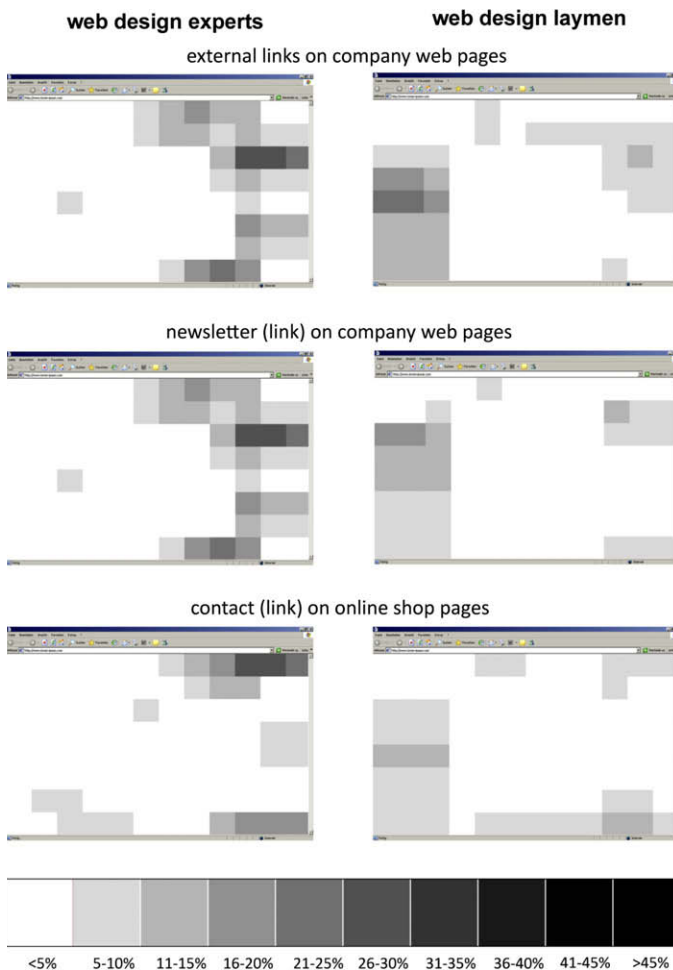 web design experts web design laymen
external links on company web pages
newsletter (link) on company web pages
contact (link) on online shop pages
<5% 5-10% 11-15% 16-20% 21-25% 26-30% 31-35% 36-40% 41-45% >45%